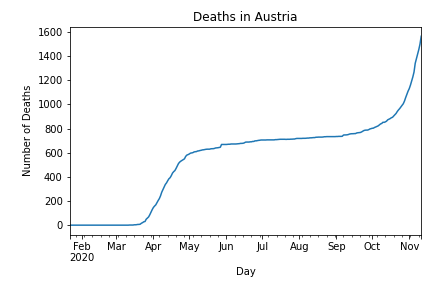 Deaths in Austria
1600
1400
1200
1000
800
600
400
200
0
Number of Deaths
Feb Mar Apr May Jun Jul Aug Sep Oct Nov
2020
Day